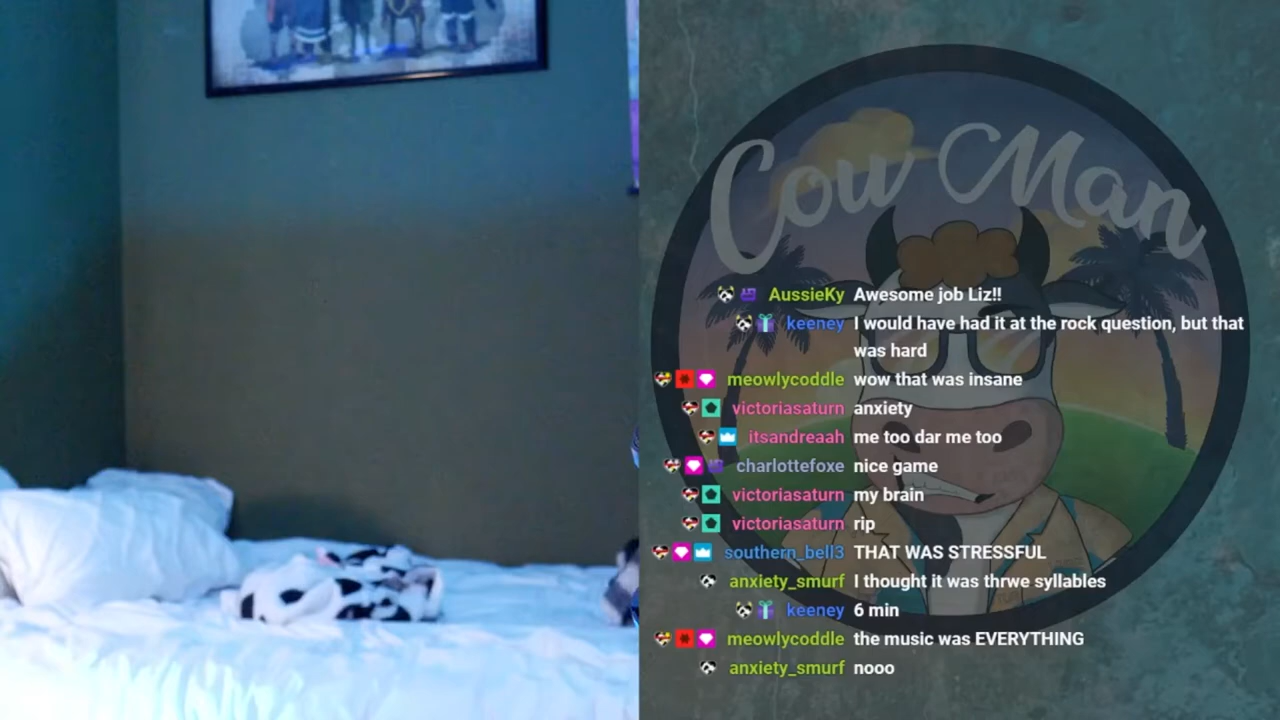 Cow Man
AussieKy Awesome job Liz!!
keeney I would have had it at the rock question, but that
was hard
meowlycoddle wow that was insane
victoriasaturn anxiety
itsandreaah me too dar me too
charlottefoxe nice game
victoriasaturn my brain
victoriasaturn rip
southern_bell3 THAT WAS STRESSFUL
anxiety_smurf I thought it was thrwe syllables
keeney 6 min
meowlycoddle the music was EVERYTHING
anxiety_smurf nooo